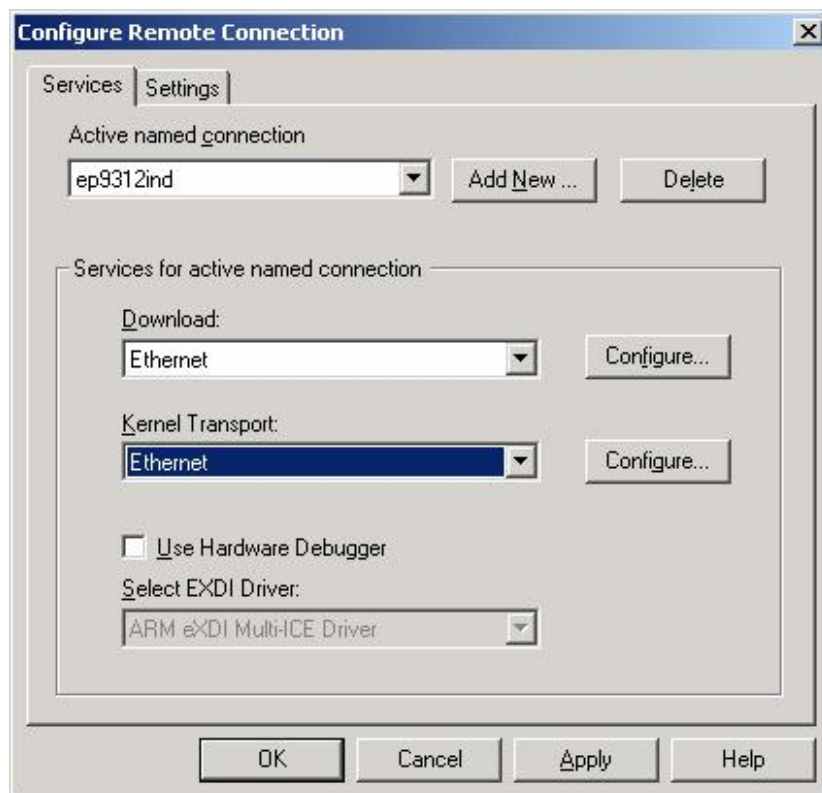 Configure Remote Connection
Services
Settings
Active named connection
ep9312ind
Add New ...
Delete
Services for active named connection
Download:
Ethernet
Configure...
Kernel Transport:
Ethernet
Configure...
Use Hardware Debugger
Select EXDI Driver:
ARM eXDI Multi-ICE Driver
OK
Cancel
Apply
Help